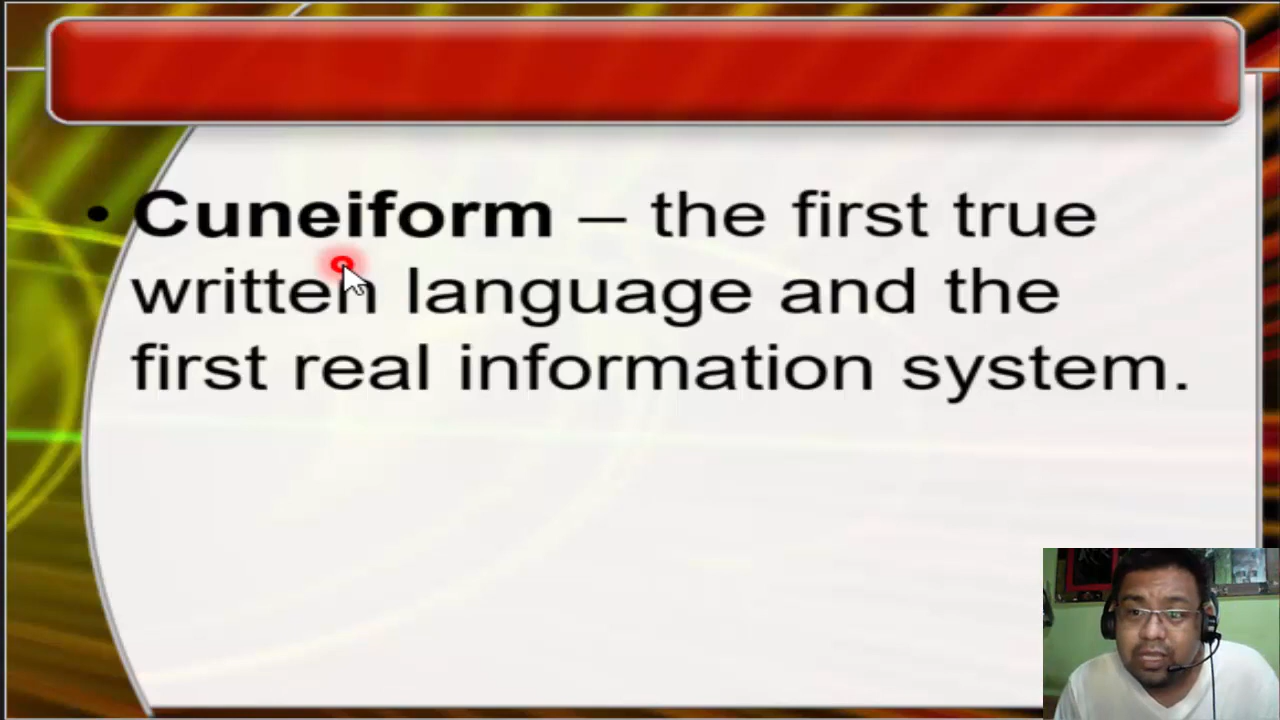 • Cuneiform – the first true
written language and the
first real information system.